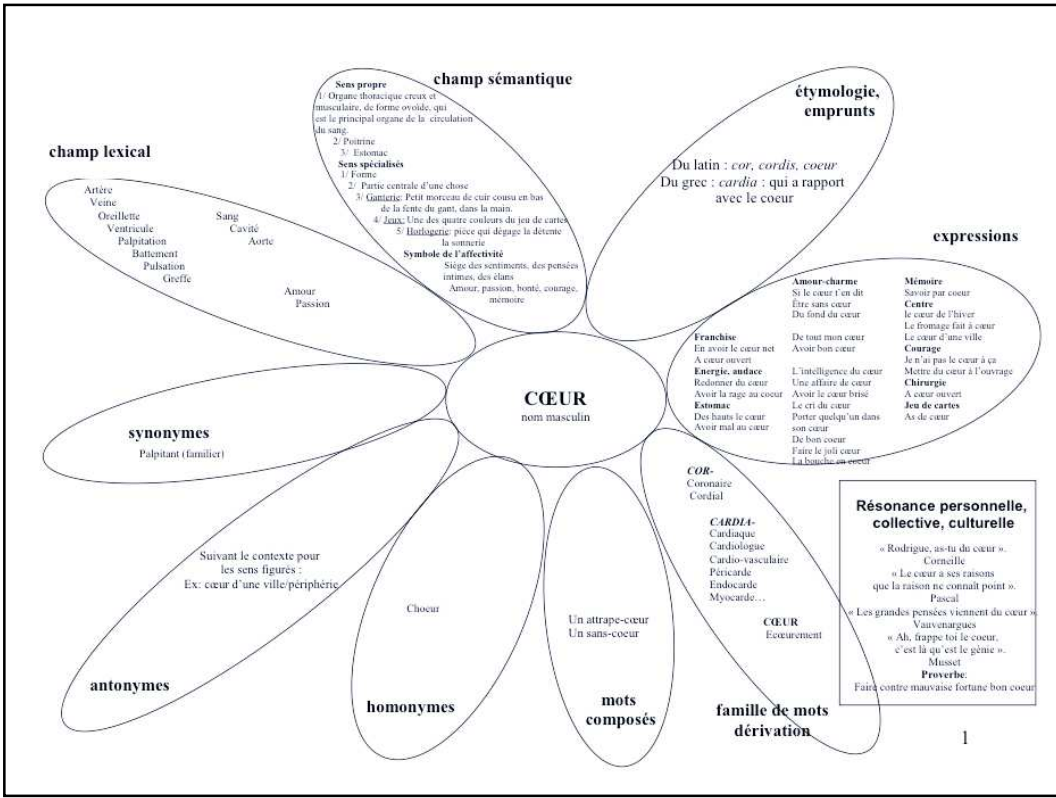 champ sémantique
Sens propre
1/ Organe thoracique creux et
musculaire, de forme ovoïde, qui
est le principal organe de la circulation
du sang.
2/ Poitrine
3/ Estomac
Sens spécialisés
1/ Forme
2/ Partie centrale d'une chose
3/ Ganterie: Petit morceau de cuir cousu en bas
de la fente du gant, dans la main.
4/ Jeux: Une des quatre couleurs du jeu de cartes
5/ Horlogerie: pièce qui dégage la détente
la sonnerie
Symbole de l'affectivité
Siège des sentiments, des pensées
intimes, des élans
Amour, passion, bonté, courage,
mémoire
étymologie,
emprunts
Du latin : cor, cordis, coeur
Du grec : cardia : qui a rapport
avec le coeur
champ lexical
Artère
Veine
Oreillette
Ventricule
Palpitation
Battement
Pulsation
Greffe
Sang
Cavité
Aorte
Amour
Passion
expressions
Franchise
En avoir le cœur net
A cœur ouvert
Energie, audace
Redonner du cœur
Avoir la rage au coeur
Estomac
Des hauts le cœur
Avoir mal au cœur
Amour-charme
Si le cœur t'en dit
Être sans cœur
Du fond du cœur
De tout mon cœur
Avoir bon cœur
L'intelligence du cœur
Une affaire de cœur
Avoir le cœur brisé
Le cri du cœur
Porter quelqu'un dans
son cœur
De bon coeur
Faire le joli cœur
La bouche en coeur
Mémoire
Savoir par coeur
Centre
le cœur de l'hiver
Le fromage fait à cœur
Le cœur d'une ville
Courage
Je n'ai pas le cœur à ça
Mettre du cœur à l'ouvrage
Chirurgie
A cœur ouvert
Jeu de cartes
As de cœur
CŒUR
nom masculin
synonymes
Palpitant (familier)
Suivant le contexte pour
les sens figurés :
Ex: cœur d'une ville/périphérie
antonymes
Choeur
homonymes
Un attrape-cœur
Un sans-coeur
mots
composés
COR-
Coronaire
Cordial
CARDIA-
Cardiaque
Cardiologue
Cardio-vasculaire
Péricarde
Endocarde
Myocarde…
CŒUR
Ecœurement
famille de mots
dérivation
Résonance personnelle,
collective, culturelle
« Rodrigue, as-tu du cœur ».
Corneille
« Le cœur a ses raisons
que la raison ne connaît point ».
Pascal
« Les grandes pensées viennent du cœur ».
Vauvenargues
« Ah, frappe toi le coeur,
c'est là qu'est le génie ».
Musset
Proverbe:
Faire contre mauvaise fortune bon coeur
1